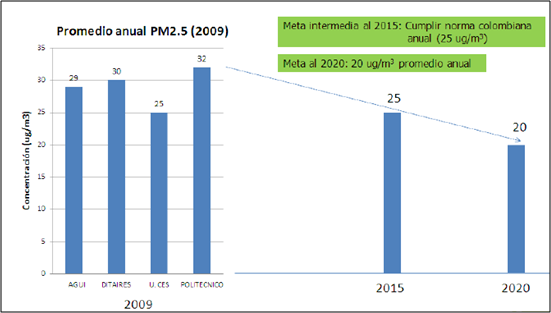 Promedio anual PM2.5 (2009)
Meta intermedia al 2015: Cumplir norma colombiana
anual (25 ug/m³)
Meta al 2020: 20 ug/m³ promedio anual
Concentración (ug/m3)
35
30
25
20
15
10
5
0
29
30
25
32
25
20
AGUI
DITAIRES
U. CES
POLITECNICO
2009
2015
2020